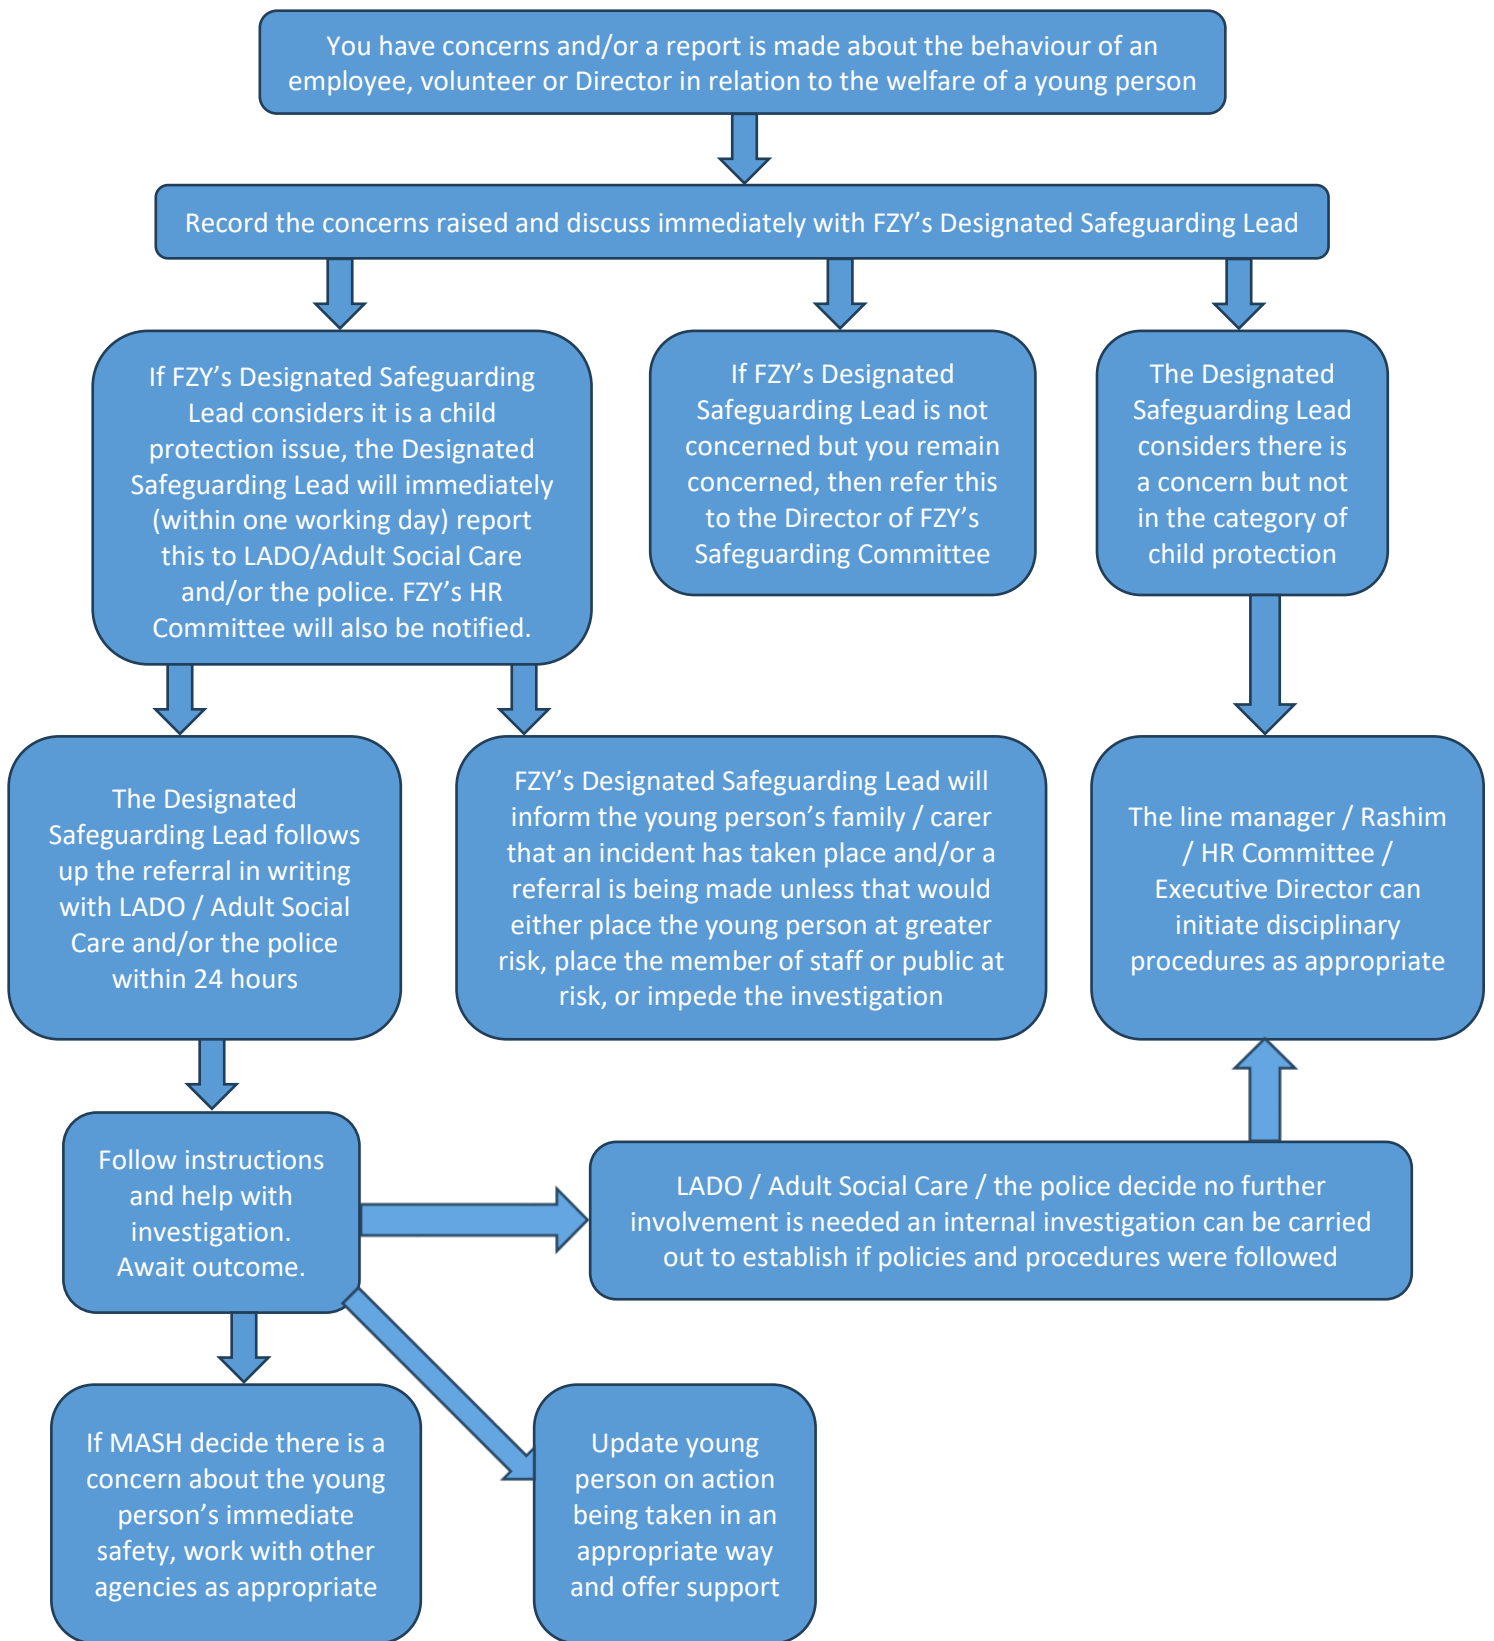 You have concerns and/or a report is made about the behaviour of an
employee, volunteer or Director in relation to the welfare of a young person
Record the concerns raised and discuss immediately with FZY’s Designated Safeguarding Lead
If FZY’s Designated Safeguarding
Lead considers it is a child
protection issue, the Designated
Safeguarding Lead will immediately
(within one working day) report
this to LADO/Adult Social Care
and/or the police. FZY’s HR
Committee will also be notified.
If FZY’s Designated
Safeguarding Lead is not
concerned but you remain
concerned, then refer this
to the Director of FZY’s
Safeguarding Committee
The Designated
Safeguarding Lead
considers there is
a concern but not
in the category of
child protection
The Designated
Safeguarding Lead follows
up the referral in writing
with LADO / Adult Social
Care and/or the police
within 24 hours
FZY’s Designated Safeguarding Lead will
inform the young person’s family / carer
that an incident has taken place and/or a
referral is being made unless that would
either place the young person at greater
risk, place the member of staff or public at
risk, or impede the investigation
The line manager / Rashim
/ HR Committee /
Executive Director can
initiate disciplinary
procedures as appropriate
Follow instructions
and help with
investigation.
Await outcome.
LADO / Adult Social Care / the police decide no further
involvement is needed an internal investigation can be carried
out to establish if policies and procedures were followed
If MASH decide there is a
concern about the young
person’s immediate
safety, work with other
agencies as appropriate
Update young
person on action
being taken in an
appropriate way
and offer support